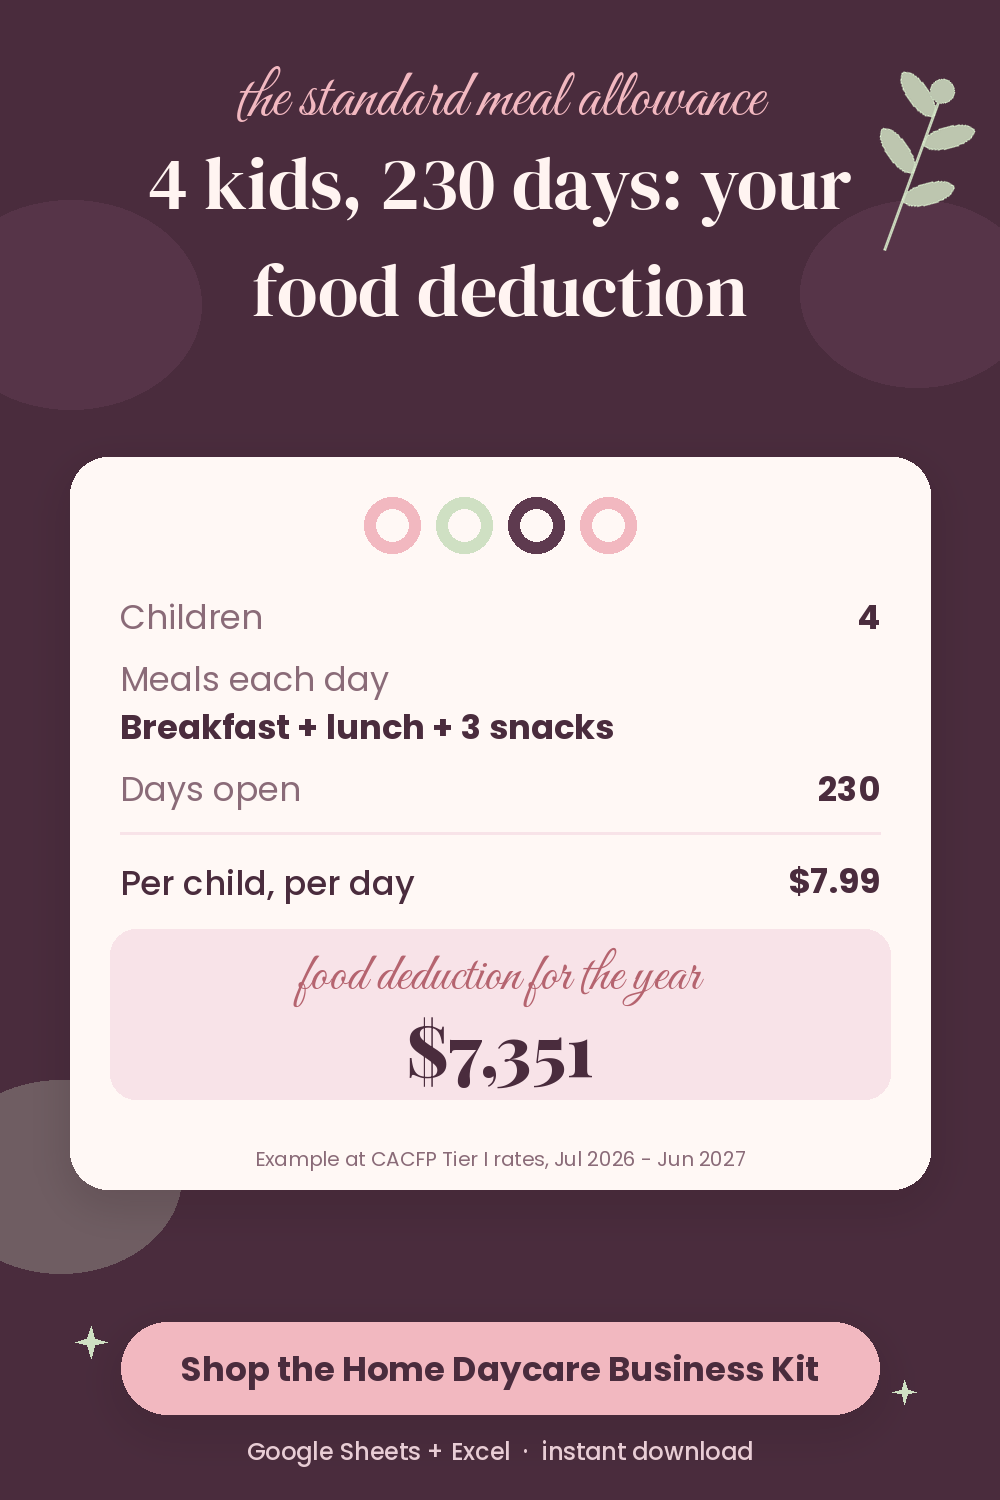 the standard meal allowance
4 kids, 230 days: your
food deduction
Children 4
Meals each day
Breakfast + lunch + 3 snacks
Days open 230
Per child, per day $7.99
food deduction for the year
$7,351
Example at CACFP Tier I rates, Jul 2026 - Jun 2027
Shop the Home Daycare Business Kit
Google Sheets + Excel · instant download